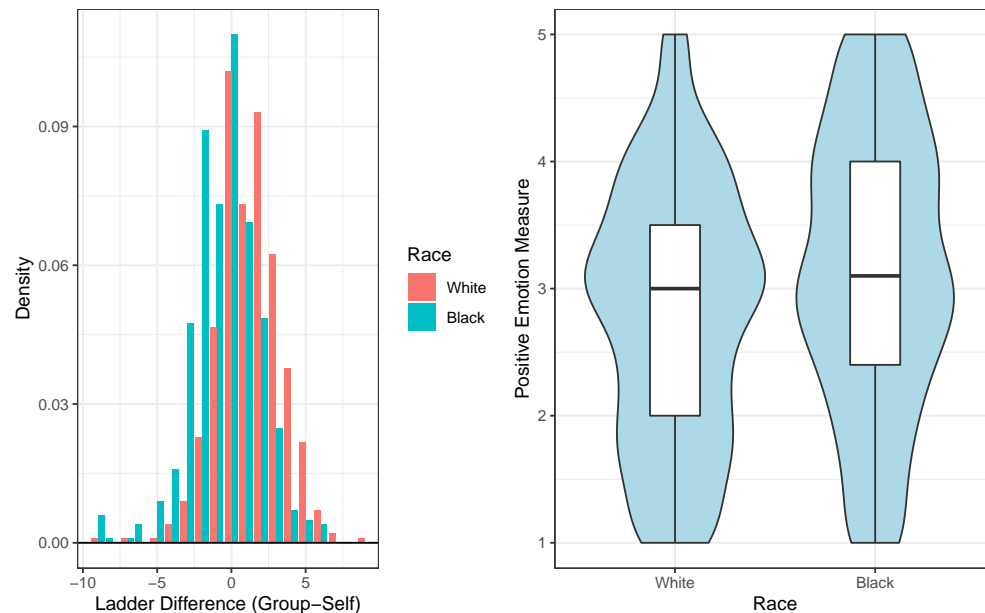 0.09
0.06
0.03
0.00
−10
−5
0
5
Density
Ladder Difference (Group−Self)
Race
White
Black
5
4
3
2
1
Positive Emotion Measure
White
Black
Race